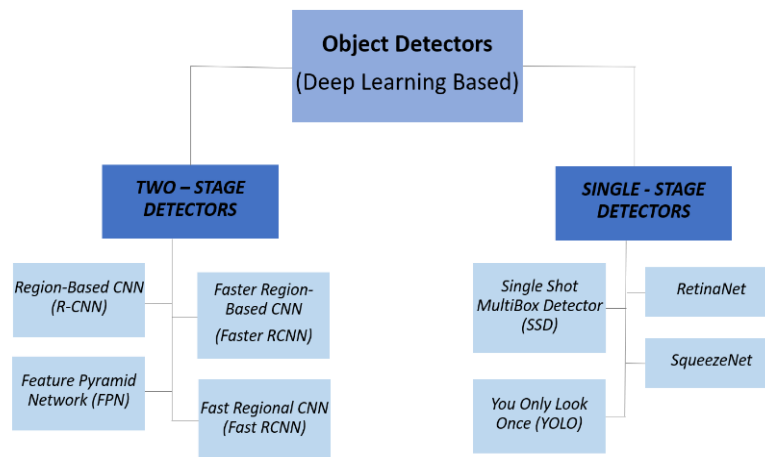 Object Detectors
(Deep Learning Based)
TWO – STAGE
DETECTORS
SINGLE - STAGE
DETECTORS
Region-Based CNN
(R-CNN)
Faster Region-
Based CNN
(Faster RCNN)
Feature Pyramid
Network (FPN)
Fast Regional CNN
(Fast RCNN)
Single Shot
MultiBox Detector
(SSD)
RetinaNet
SqueezeNet
You Only Look
Once (YOLO)